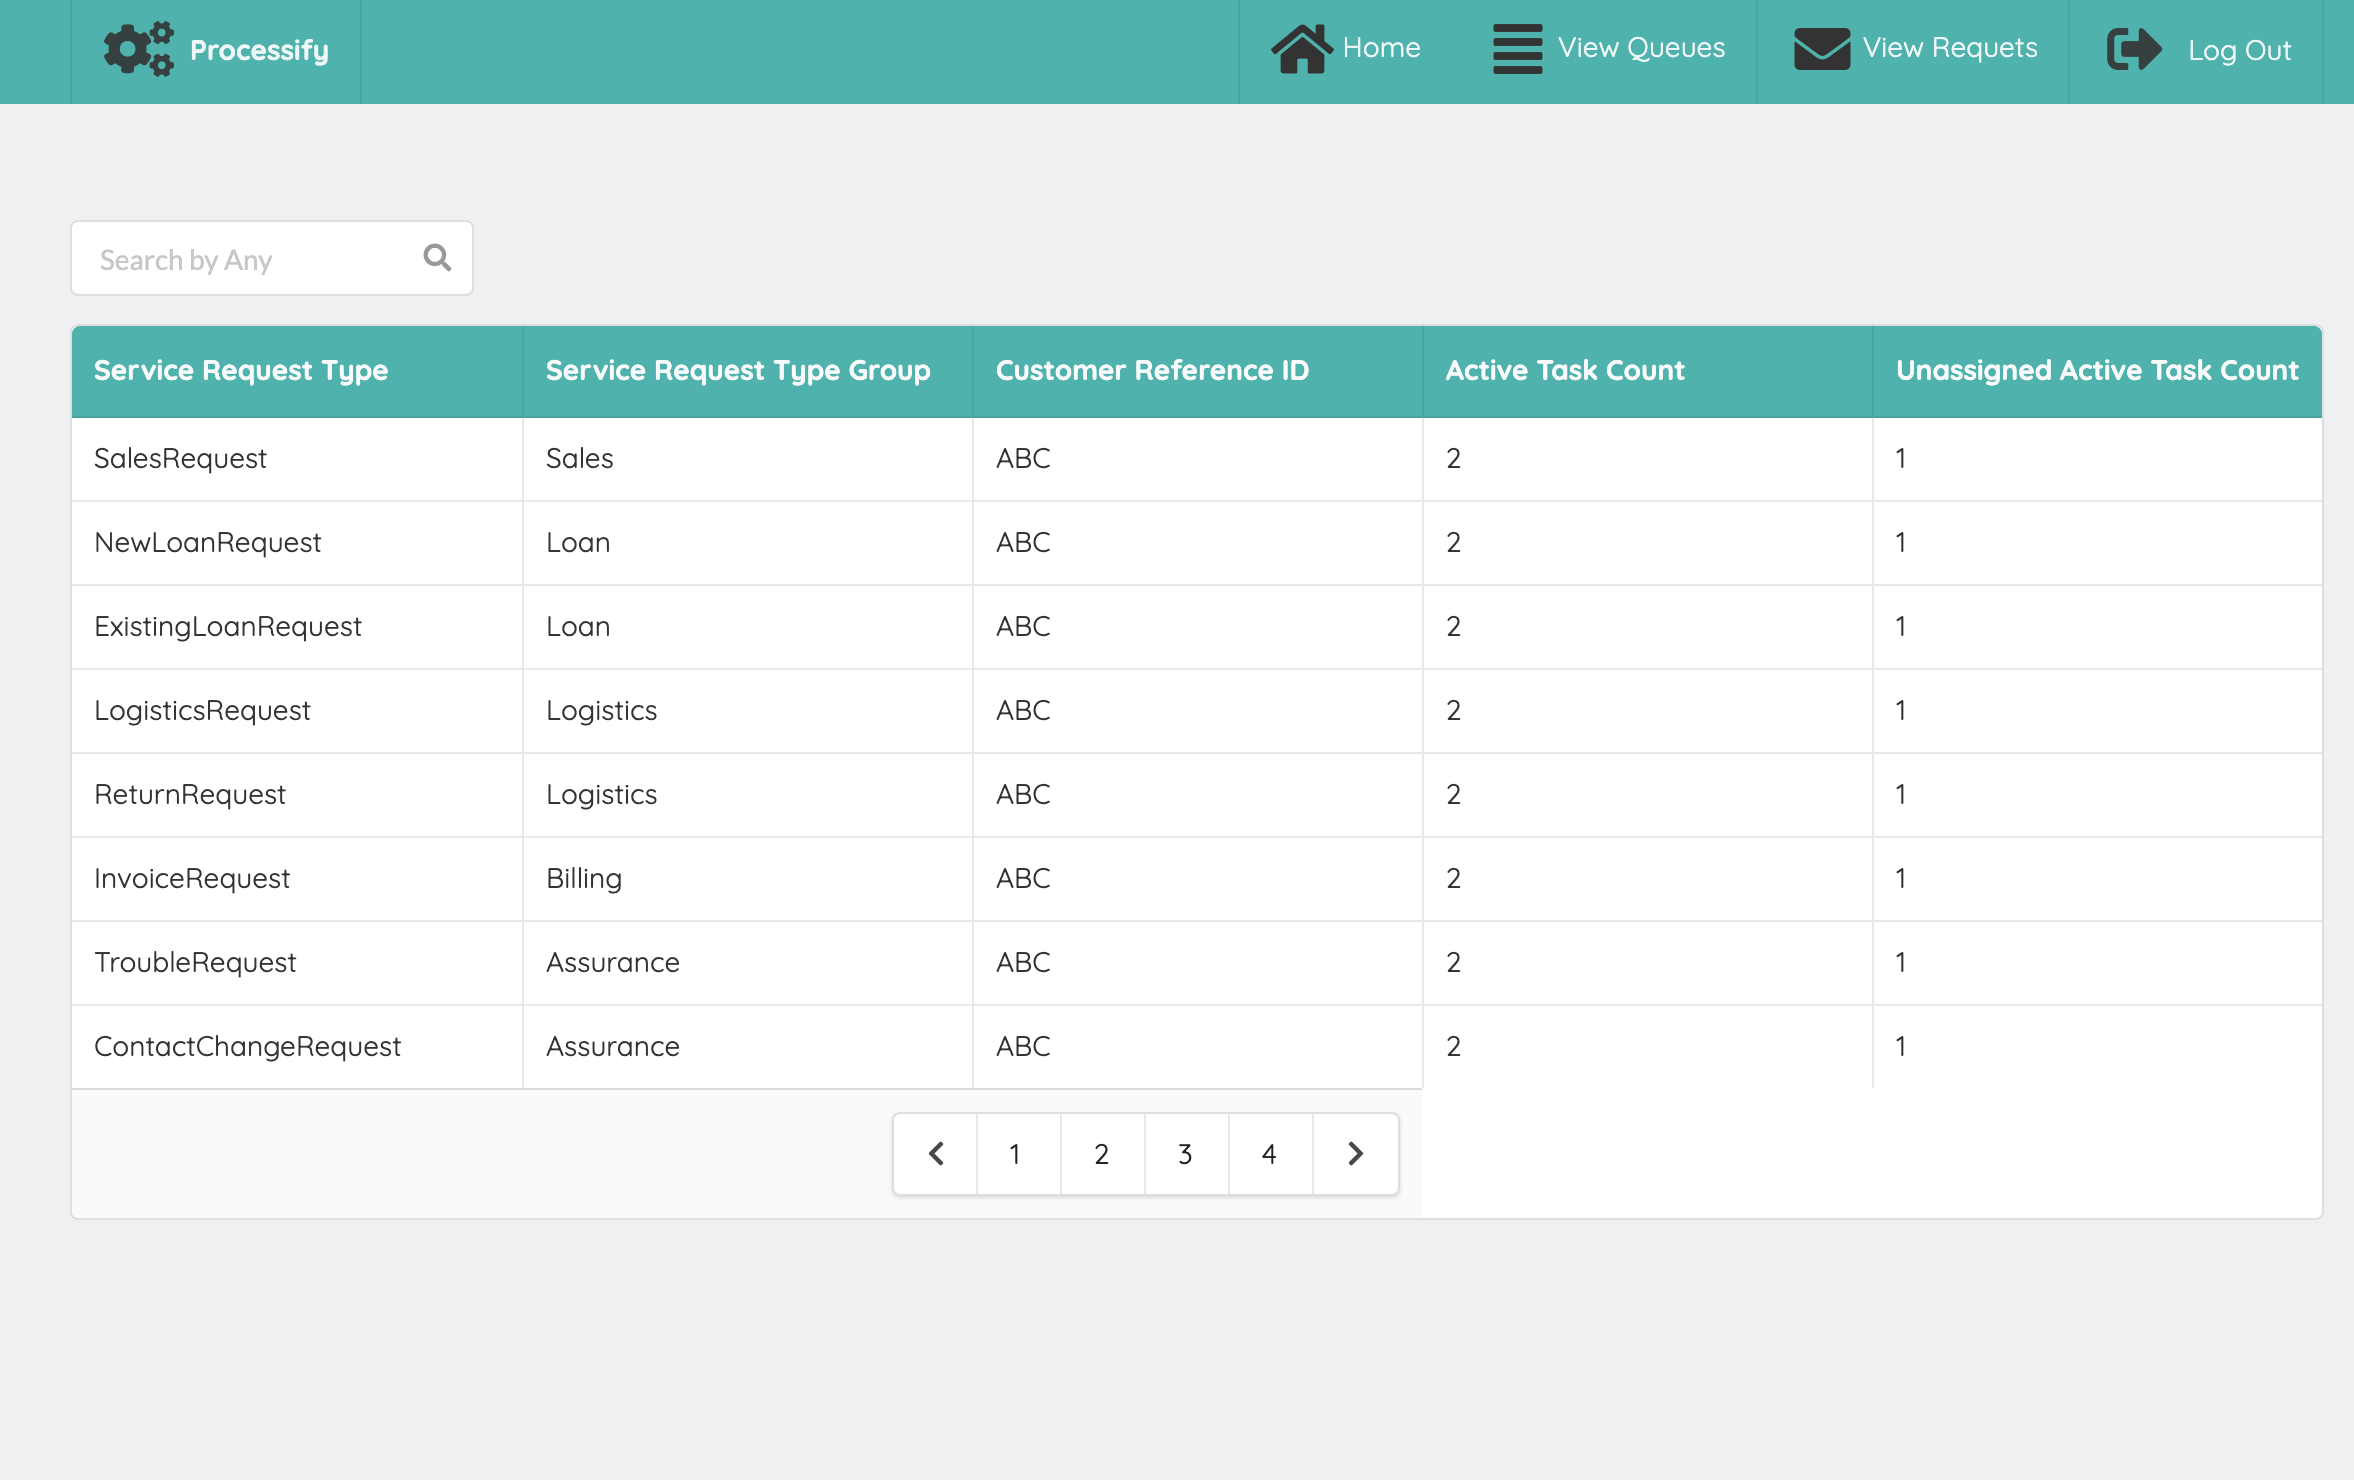 Processify
Home
View Queues
View Requets
Log Out
Search by Any
Service Request Type
Service Request Type Group
Customer Reference ID
Active Task Count
Unassigned Active Task Count
SalesRequest Sales ABC 2 1
NewLoanRequest Loan ABC 2 1
ExistingLoanRequest Loan ABC 2 1
LogisticsRequest Logistics ABC 2 1
ReturnRequest Logistics ABC 2 1
InvoiceRequest Billing ABC 2 1
TroubleRequest Assurance ABC 2 1
ContactChangeRequest Assurance ABC 2 1
1 2 3 4